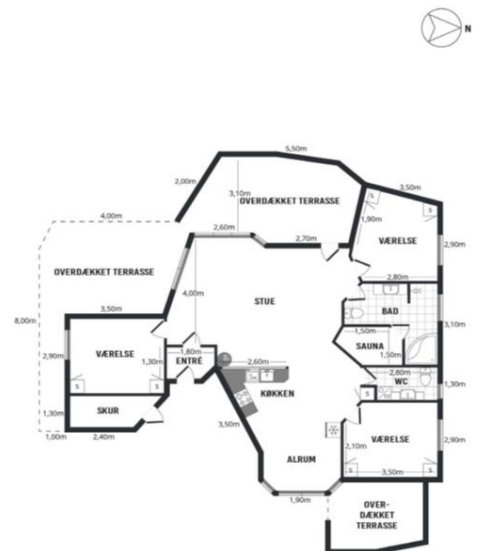 N
5,50m
2,00m
3,10m
OVERDÆKKET TERRASSE
3,50m
1,90m
S
S
4,00m
2,60m
2,70m
VÆRELSE
2,90m
OVERDÆKKET TERRASSE
2,80m
4,00m
STUE
BAD
3,50m
8,00m
1,50m
3,10m
SAUNA
1,50m
1,80m
VÆRELSE
2,90m
1,30m
ENTRÉ
2,60m
2,80m
WC
S
S
KØKKEN
S
1,30m
SKUR
1,30m
3,50m
1,00m
2,40m
2,10m
VÆRELSE
2,90m
ALRUM
S
3,50m
S
1,90m
OVER-
DÆKKET
TERRASSE